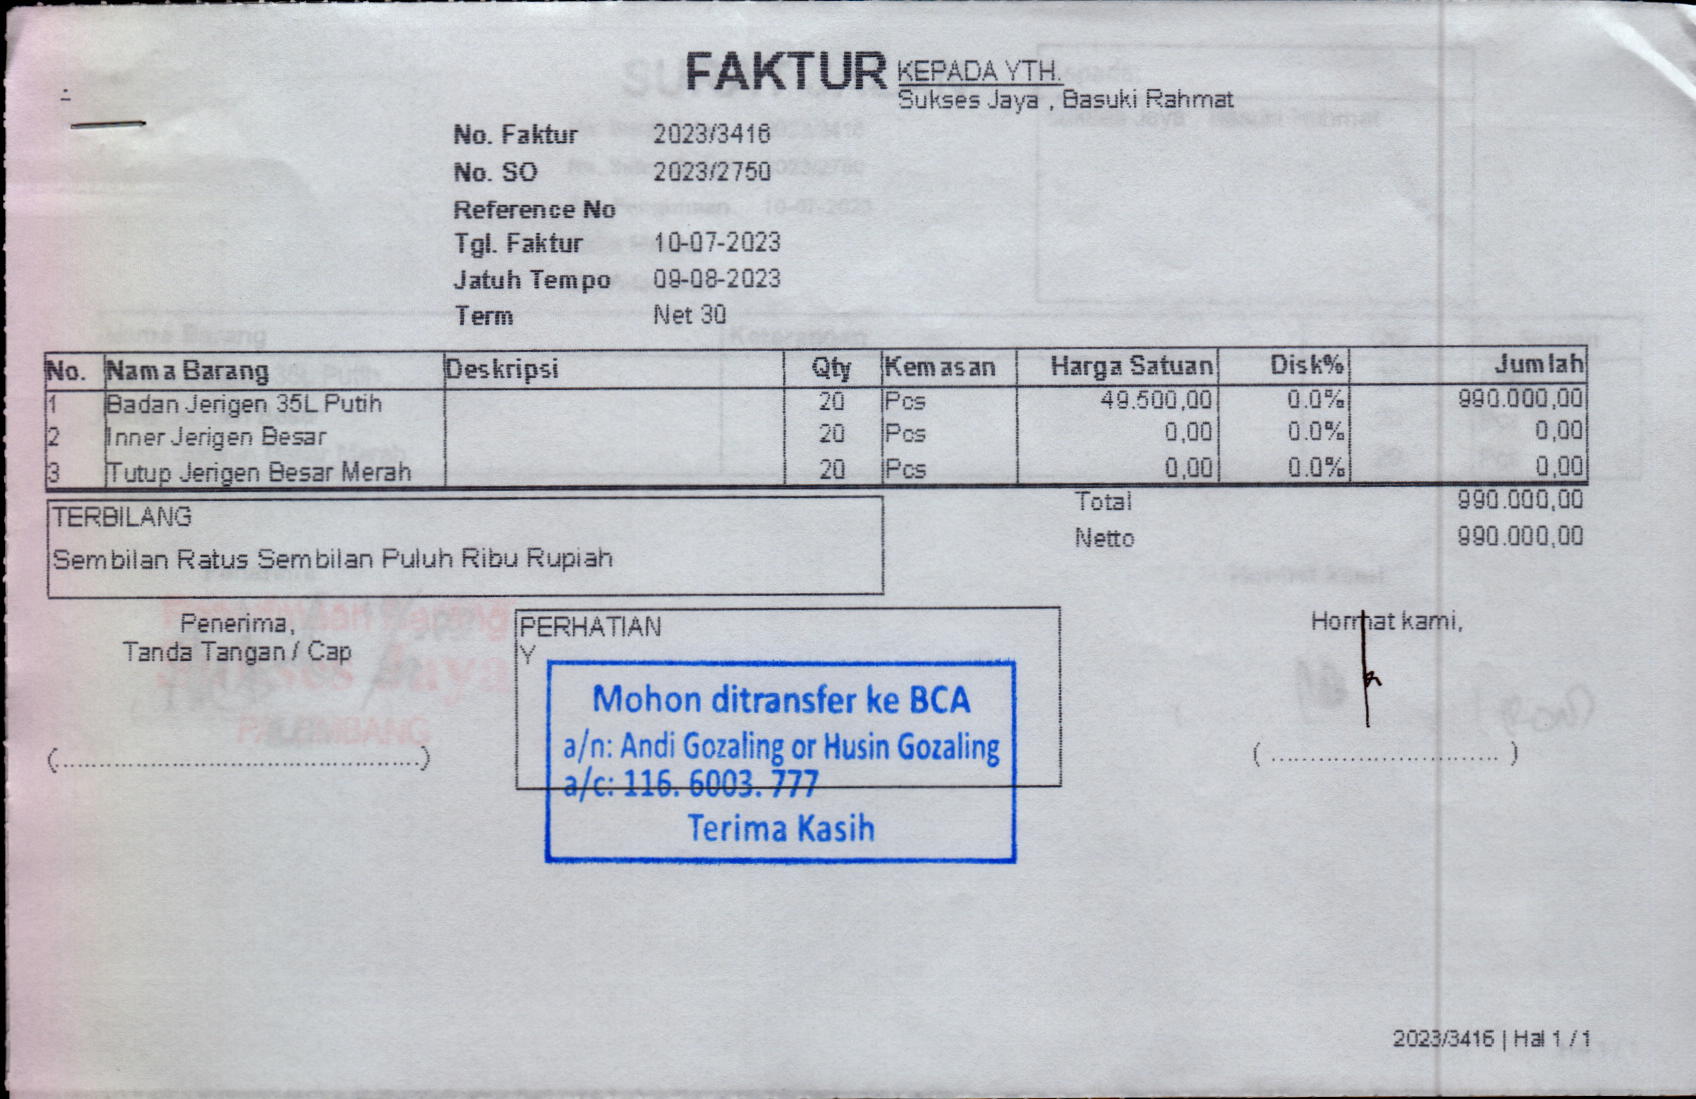 FAKTUR
KEPADA YTH.
Sukses Jaya , Basuki Rahmat
No. Faktur 2023/3416
No. SO 2023/2750
Reference No
Tgl. Faktur 10-07-2023
Jatuh Tempo 09-08-2023
Term Net 30
No. Nama Barang Deskripsi Qty Kemasan Harga Satuan Disk% Jumlah
1 Badan Jerigen 35L Putih 20 Pcs 49.500,00 0.0% 990.000,00
2 Inner Jerigen Besar 20 Pcs 0,00 0.0% 0,00
3 Tutup Jerigen Besar Merah 20 Pcs 0,00 0.0% 0,00
Total 990.000,00
Netto 990.000,00
TERBILANG
Sembilan Ratus Sembilan Puluh Ribu Rupiah
Penerima,
Tanda Tangan / Cap
(................................................)
PERHATIAN
Y
Mohon ditransfer ke BCA
a/n: Andi Gozaling or Husin Gozaling
a/c: 116. 6003. 777
Terima Kasih
Hormat kami,
( .............................. )
2023/3416 | Hal 1 / 1